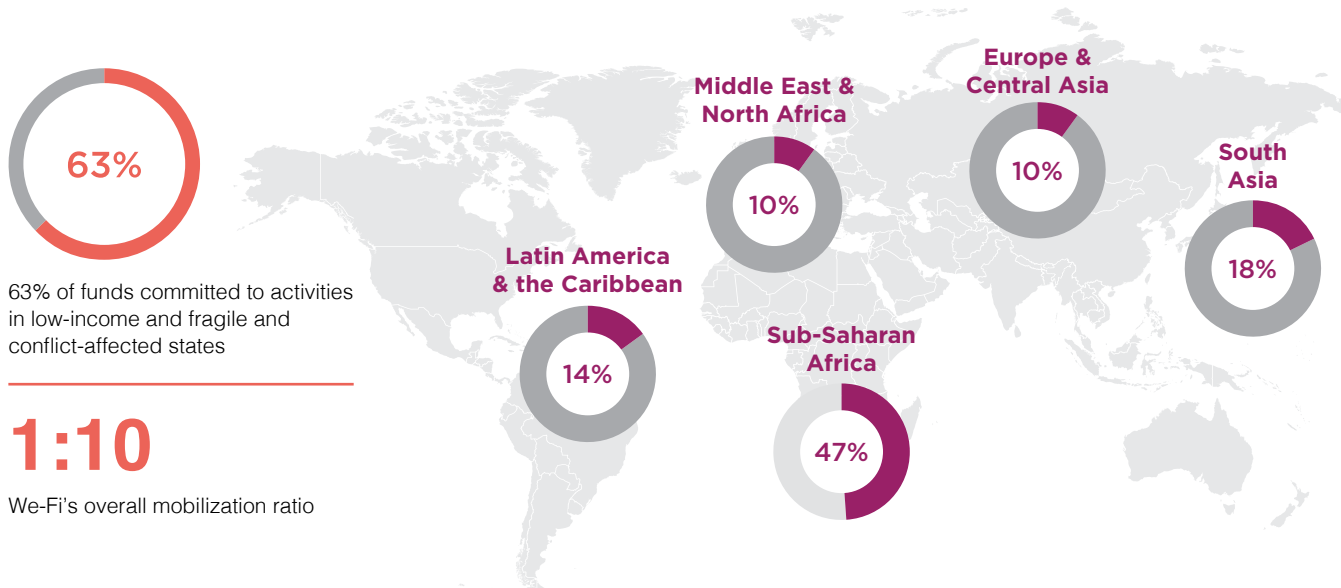 63%
63% of funds committed to activities
in low-income and fragile and
conflict-affected states
1:10
We-Fi's overall mobilization ratio
Latin America
& the Caribbean
14%
Middle East &
North Africa
10%
Sub-Saharan
Africa
47%
Europe &
Central Asia
10%
South
Asia
18%